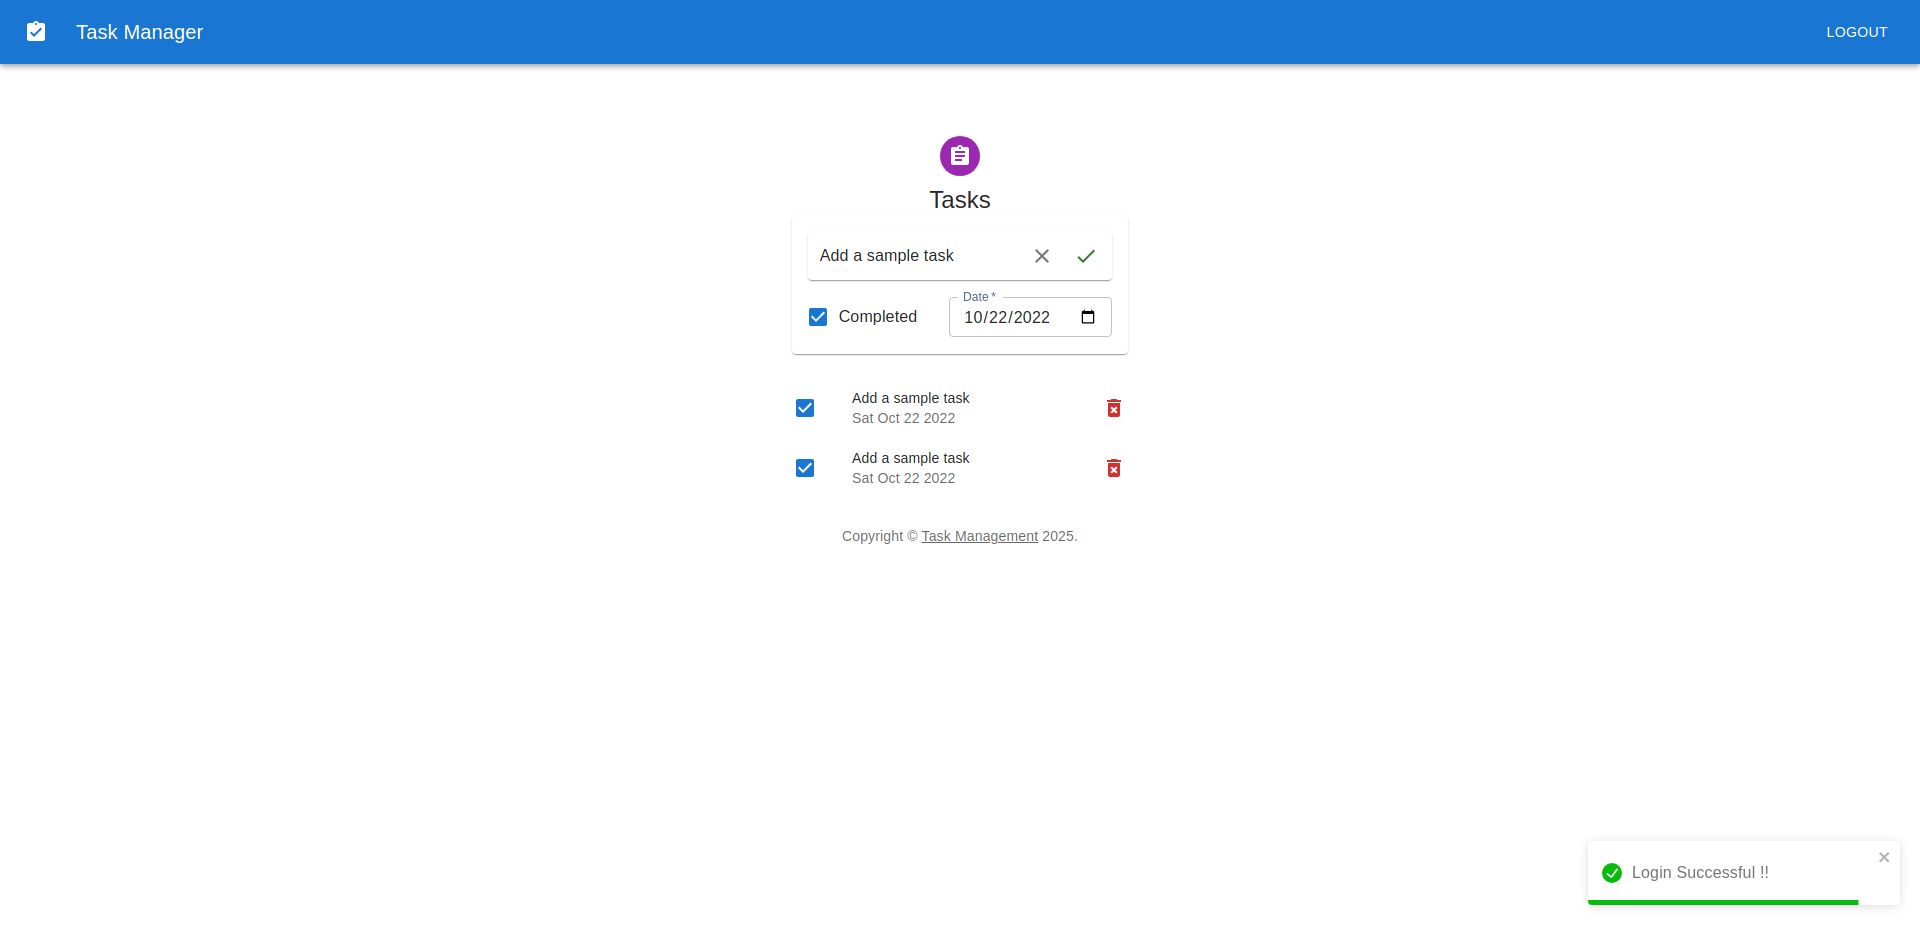 Task Manager
LOGOUT
Tasks
Add a sample task
Date *
Completed
10/22/2022
Add a sample task
Sat Oct 22 2022
Add a sample task
Sat Oct 22 2022
Copyright © Task Management 2025.
Login Successful !!